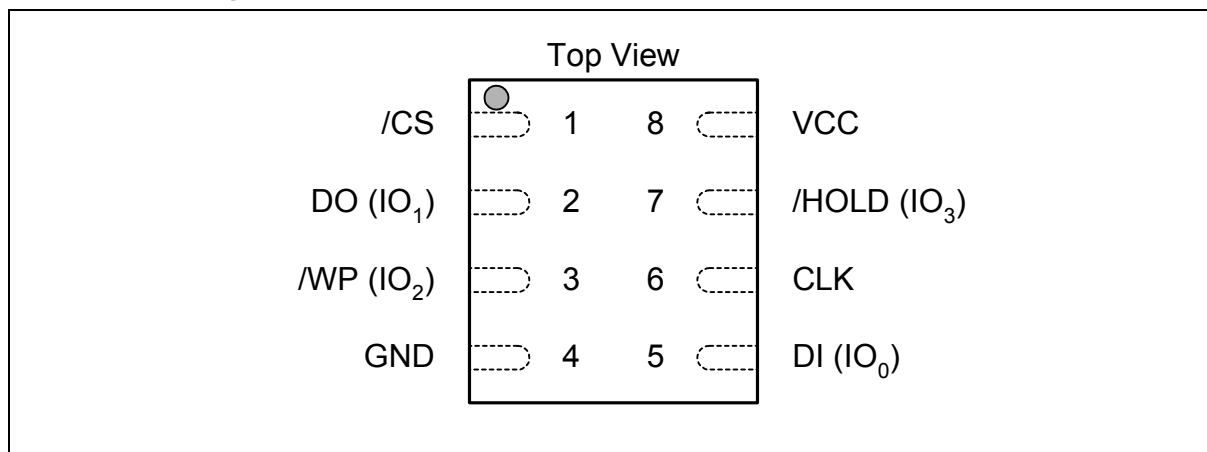 Top View
/CS 1 8 VCC
DO (IO₁) 2 7 /HOLD (IO₃)
/WP (IO₂) 3 6 CLK
GND 4 5 DI (IO₀)